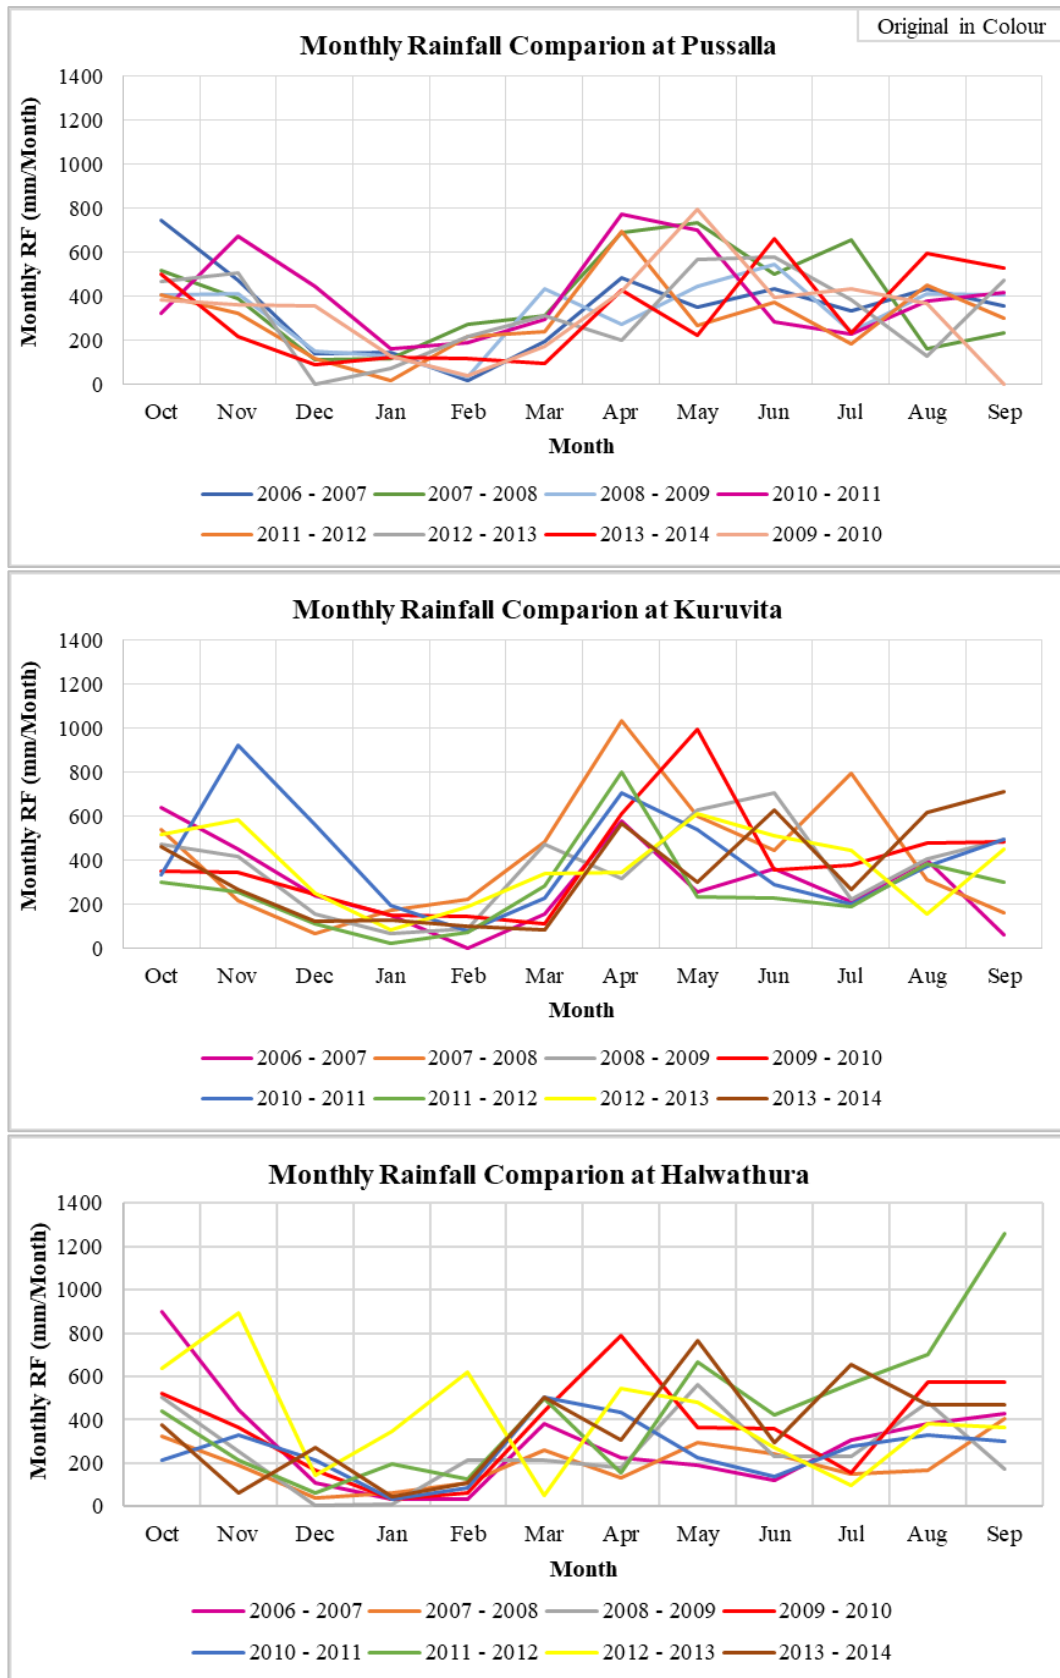 Original in Colour
Monthly Rainfall Comparion at Pussalla
Monthly RF (mm/Month)
1400
1200
1000
800
600
400
200
0
Oct Nov Dec Jan Feb Mar Apr May Jun Jul Aug Sep
Month
2006 - 2007 2007 - 2008 2008 - 2009 2010 - 2011
2011 - 2012 2012 - 2013 2013 - 2014 2009 - 2010
Monthly Rainfall Comparion at Kuruvita
Monthly RF (mm/Month)
1400
1200
1000
800
600
400
200
0
Oct Nov Dec Jan Feb Mar Apr May Jun Jul Aug Sep
Month
2006 - 2007 2007 - 2008 2008 - 2009 2009 - 2010
2010 - 2011 2011 - 2012 2012 - 2013 2013 - 2014
Monthly Rainfall Comparion at Halwathura
Monthly RF (mm/Month)
1400
1200
1000
800
600
400
200
0
Oct Nov Dec Jan Feb Mar Apr May Jun Jul Aug Sep
Month
2006 - 2007 2007 - 2008 2008 - 2009 2009 - 2010
2010 - 2011 2011 - 2012 2012 - 2013 2013 - 2014